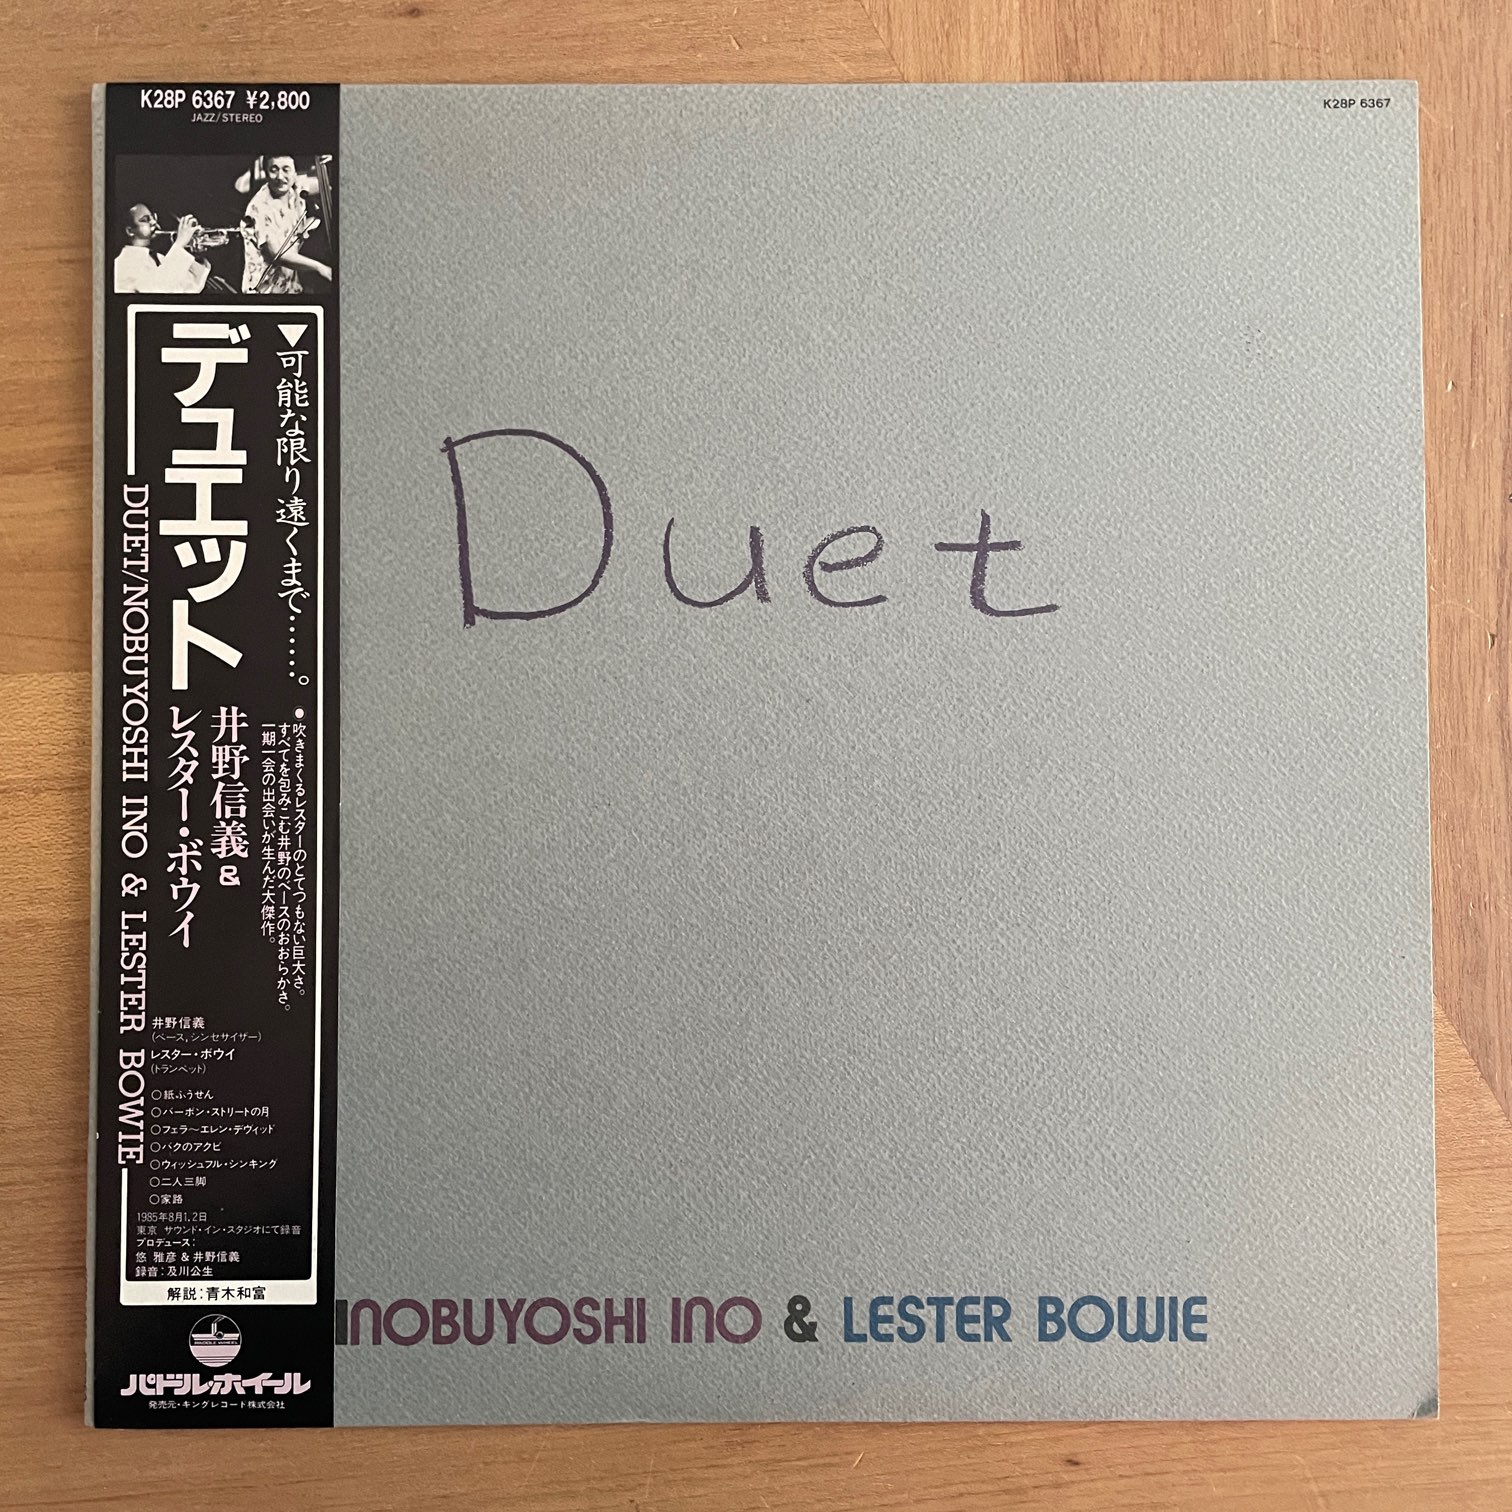 K28P 6367 ¥2,800
JAZZ/STEREO
▼可能な限り遠くまで……。
デュエット
井野信義&
レスター・ボウイ
●吹きまくるレスターのとてつもない巨大さ。
すべてを包みこむ井野のベースのおおらかさ。
一期一会の出会いが生んだ大傑作。
DUET/NOBUYOSHI INO & LESTER BOWIE
井野信義
(ベース,シンセサイザー)
レスター・ボウイ
(トランペット)
○紙ふうせん
○バーボン・ストリートの月
○フェラ〜エレン・デヴィッド
○バクのアクビ
○ウィッシュフル・シンキング
○二人三脚
○家路
1985年8月1,2日
東京 サウンド・イン・スタジオにて録音
プロデュース:
悠 雅彦&井野信義
録音:及川公生
解説:青木和富
PADDLE WHEEL
パドル・ホイール
発売元・キングレコード株式会社
K28P 6367
Duet
NOBUYOSHI INO & LESTER BOWIE